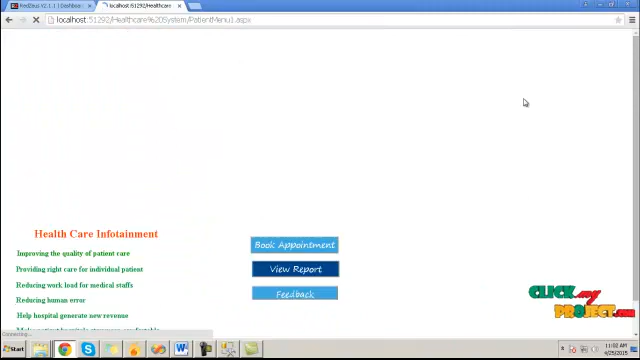 RedZeus V2.1.1 | Dashboard
localhost:51292/Healthca
localhost:51292/Healthcare%20System/PatientMenu1.aspx
Health Care Infotainment
Improving the quality of patient care
Providing right care for individual patient
Reducing work load for medical staffs
Reducing human error
Help hospital generate new revenue
Book Appointment
View Report
Feedback
CLICK my
PROJECT.com
Connecting...
Start
11:02 AM
4/25/2015